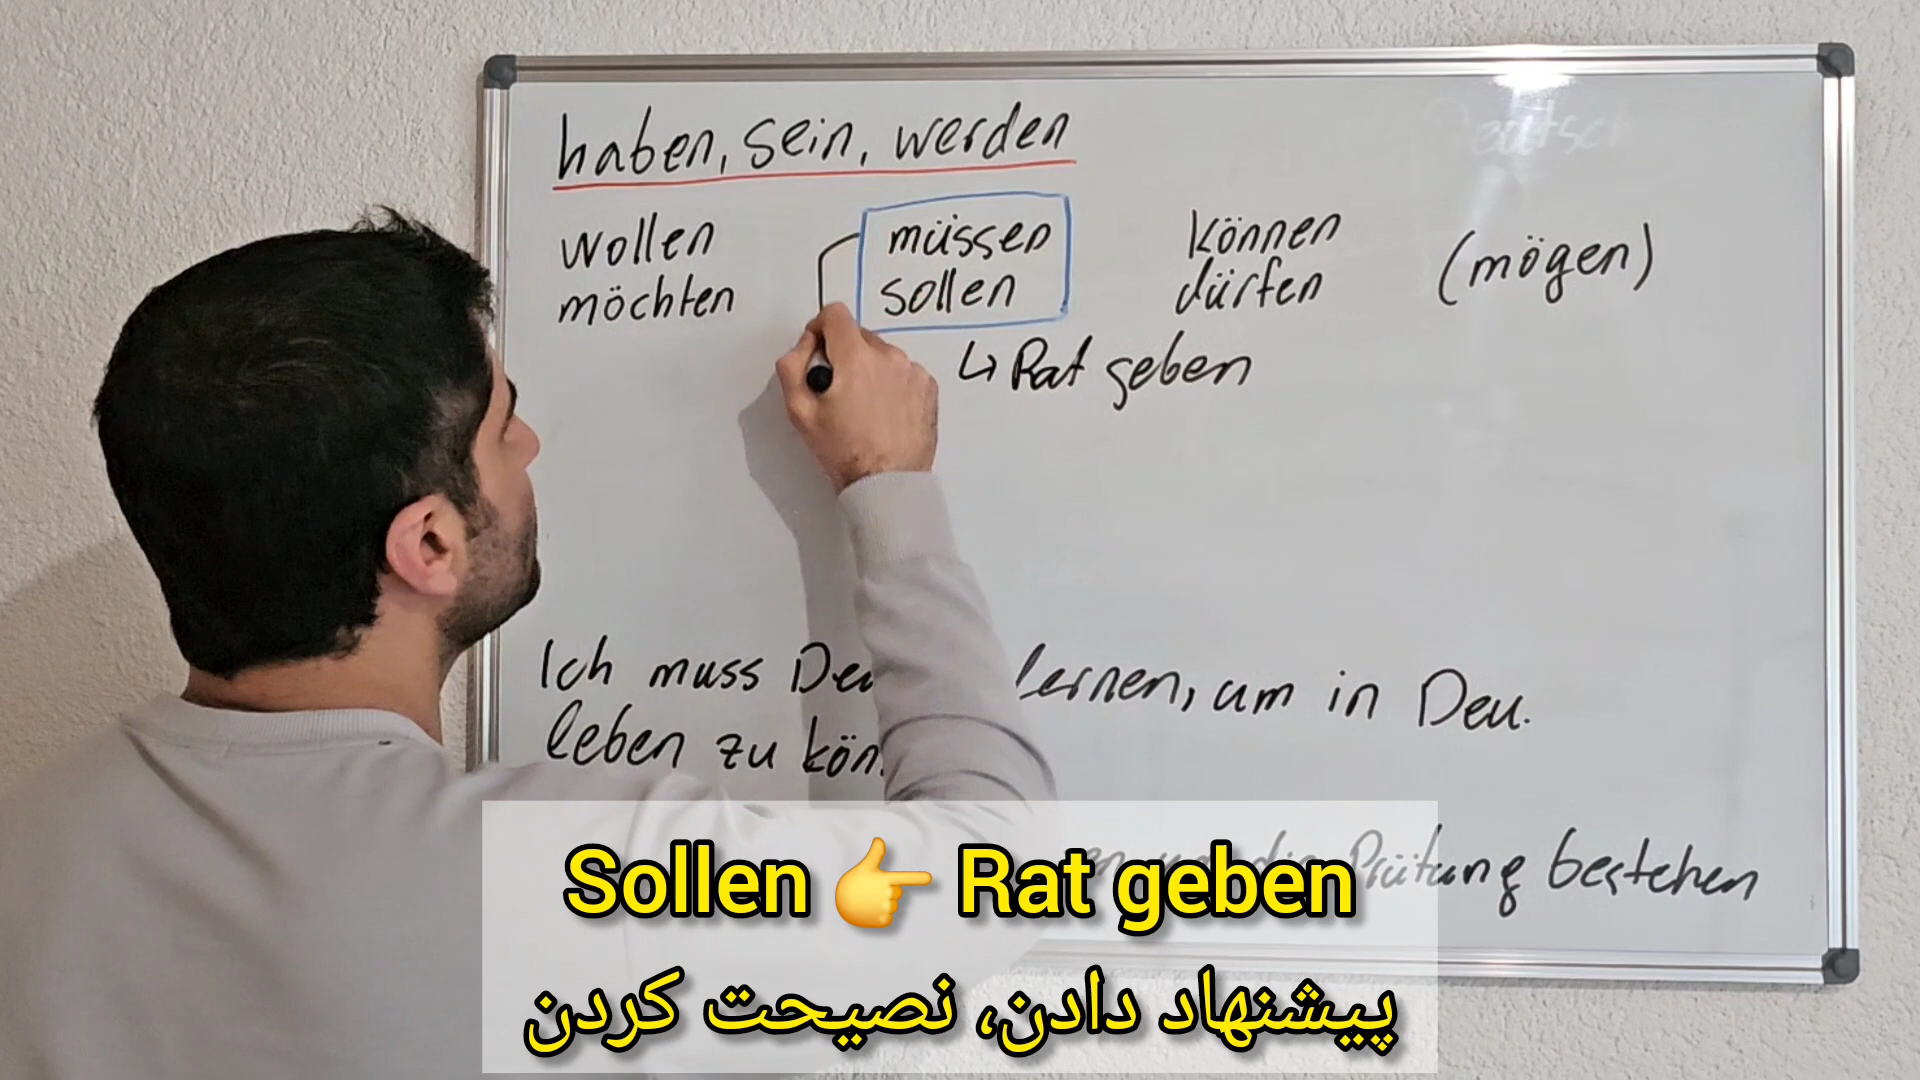 Deutsch
haben, sein, werden
wollen müssen können (mögen)
möchten sollen dürfen
↳ Rat geben
Ich muss lernen, um in Deu.
leben zu
Prüfung bestehen
Sollen 👉 Rat geben
پیشنهاد دادن، نصیحت کردن